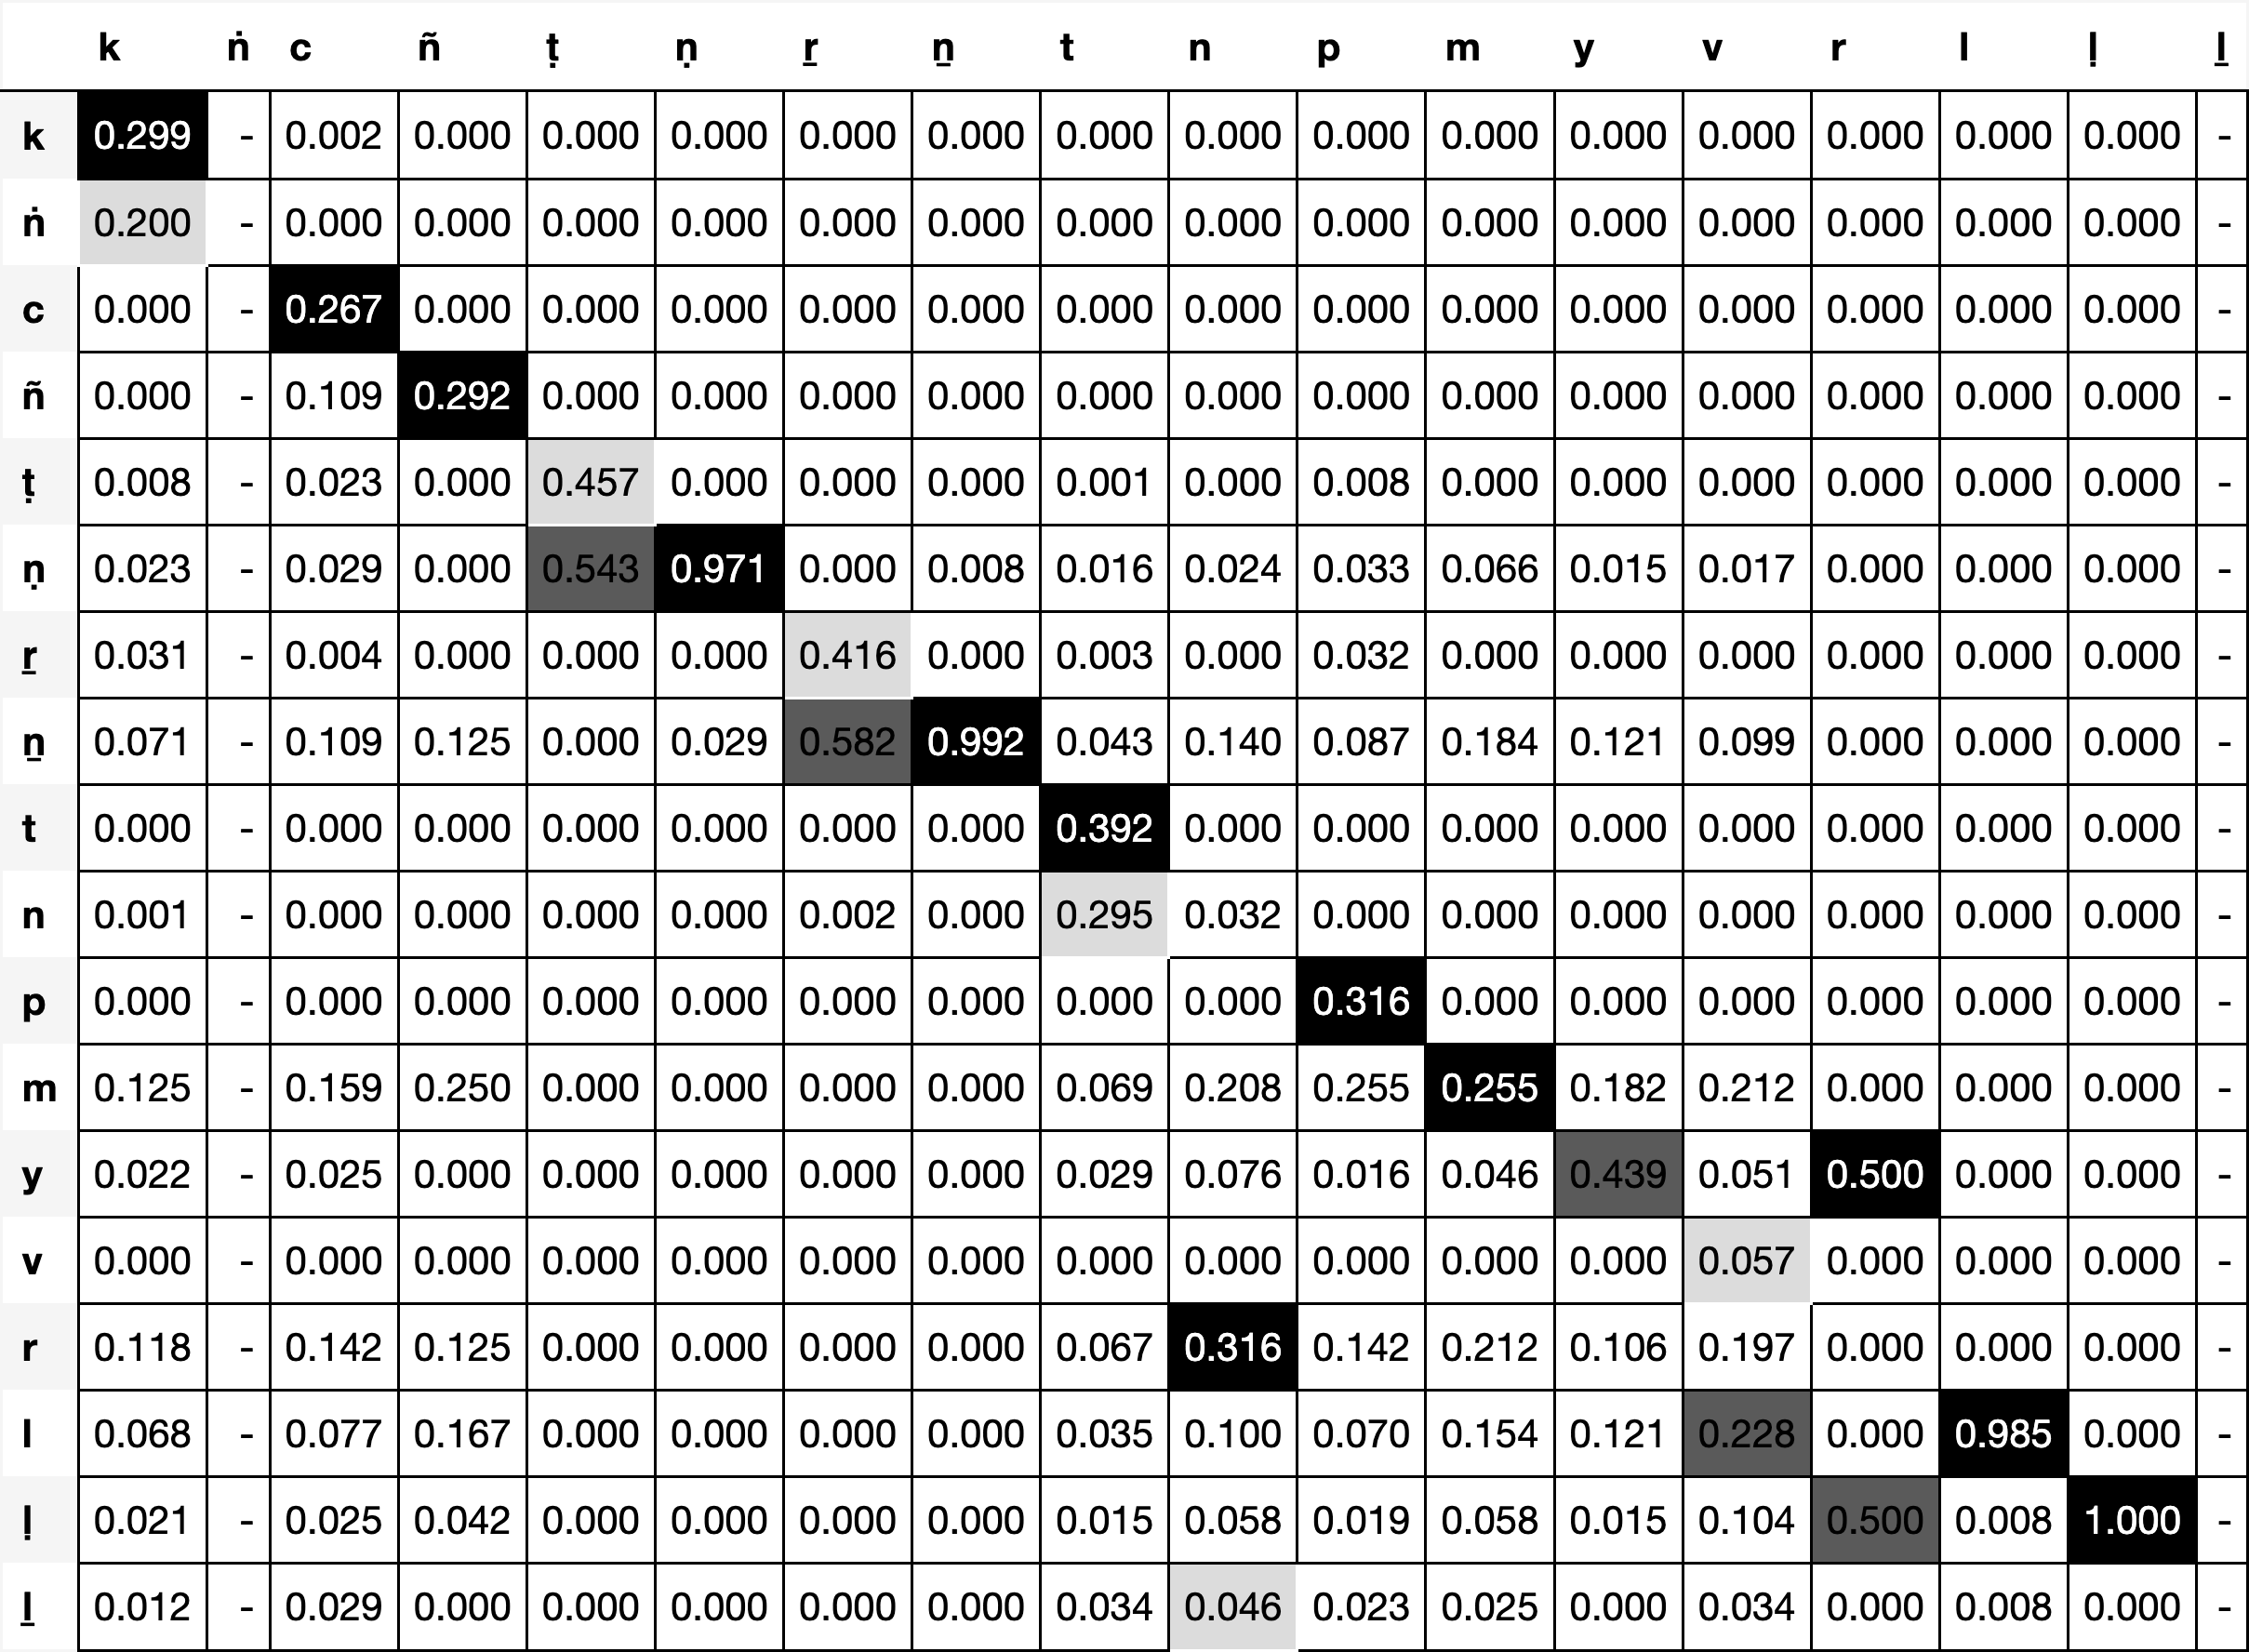 k ṅ c ñ ṭ ṇ ṟ ṉ t n p m y v r l ḷ ḻ
k 0.299 - 0.002 0.000 0.000 0.000 0.000 0.000 0.000 0.000 0.000 0.000 0.000 0.000 0.000 0.000 0.000 -
ṅ 0.200 - 0.000 0.000 0.000 0.000 0.000 0.000 0.000 0.000 0.000 0.000 0.000 0.000 0.000 0.000 0.000 -
c 0.000 - 0.267 0.000 0.000 0.000 0.000 0.000 0.000 0.000 0.000 0.000 0.000 0.000 0.000 0.000 0.000 -
ñ 0.000 - 0.109 0.292 0.000 0.000 0.000 0.000 0.000 0.000 0.000 0.000 0.000 0.000 0.000 0.000 0.000 -
ṭ 0.008 - 0.023 0.000 0.457 0.000 0.000 0.000 0.001 0.000 0.008 0.000 0.000 0.000 0.000 0.000 0.000 -
ṇ 0.023 - 0.029 0.000 0.543 0.971 0.000 0.008 0.016 0.024 0.033 0.066 0.015 0.017 0.000 0.000 0.000 -
ṟ 0.031 - 0.004 0.000 0.000 0.000 0.416 0.000 0.003 0.000 0.032 0.000 0.000 0.000 0.000 0.000 0.000 -
ṉ 0.071 - 0.109 0.125 0.000 0.029 0.582 0.992 0.043 0.140 0.087 0.184 0.121 0.099 0.000 0.000 0.000 -
t 0.000 - 0.000 0.000 0.000 0.000 0.000 0.000 0.392 0.000 0.000 0.000 0.000 0.000 0.000 0.000 0.000 -
n 0.001 - 0.000 0.000 0.000 0.000 0.002 0.000 0.295 0.032 0.000 0.000 0.000 0.000 0.000 0.000 0.000 -
p 0.000 - 0.000 0.000 0.000 0.000 0.000 0.000 0.000 0.000 0.316 0.000 0.000 0.000 0.000 0.000 0.000 -
m 0.125 - 0.159 0.250 0.000 0.000 0.000 0.000 0.069 0.208 0.255 0.255 0.182 0.212 0.000 0.000 0.000 -
y 0.022 - 0.025 0.000 0.000 0.000 0.000 0.000 0.029 0.076 0.016 0.046 0.439 0.051 0.500 0.000 0.000 -
v 0.000 - 0.000 0.000 0.000 0.000 0.000 0.000 0.000 0.000 0.000 0.000 0.000 0.057 0.000 0.000 0.000 -
r 0.118 - 0.142 0.125 0.000 0.000 0.000 0.000 0.067 0.316 0.142 0.212 0.106 0.197 0.000 0.000 0.000 -
l 0.068 - 0.077 0.167 0.000 0.000 0.000 0.000 0.035 0.100 0.070 0.154 0.121 0.228 0.000 0.985 0.000 -
ḷ 0.021 - 0.025 0.042 0.000 0.000 0.000 0.000 0.015 0.058 0.019 0.058 0.015 0.104 0.500 0.008 1.000 -
ḻ 0.012 - 0.029 0.000 0.000 0.000 0.000 0.000 0.034 0.046 0.023 0.025 0.000 0.034 0.000 0.008 0.000 -